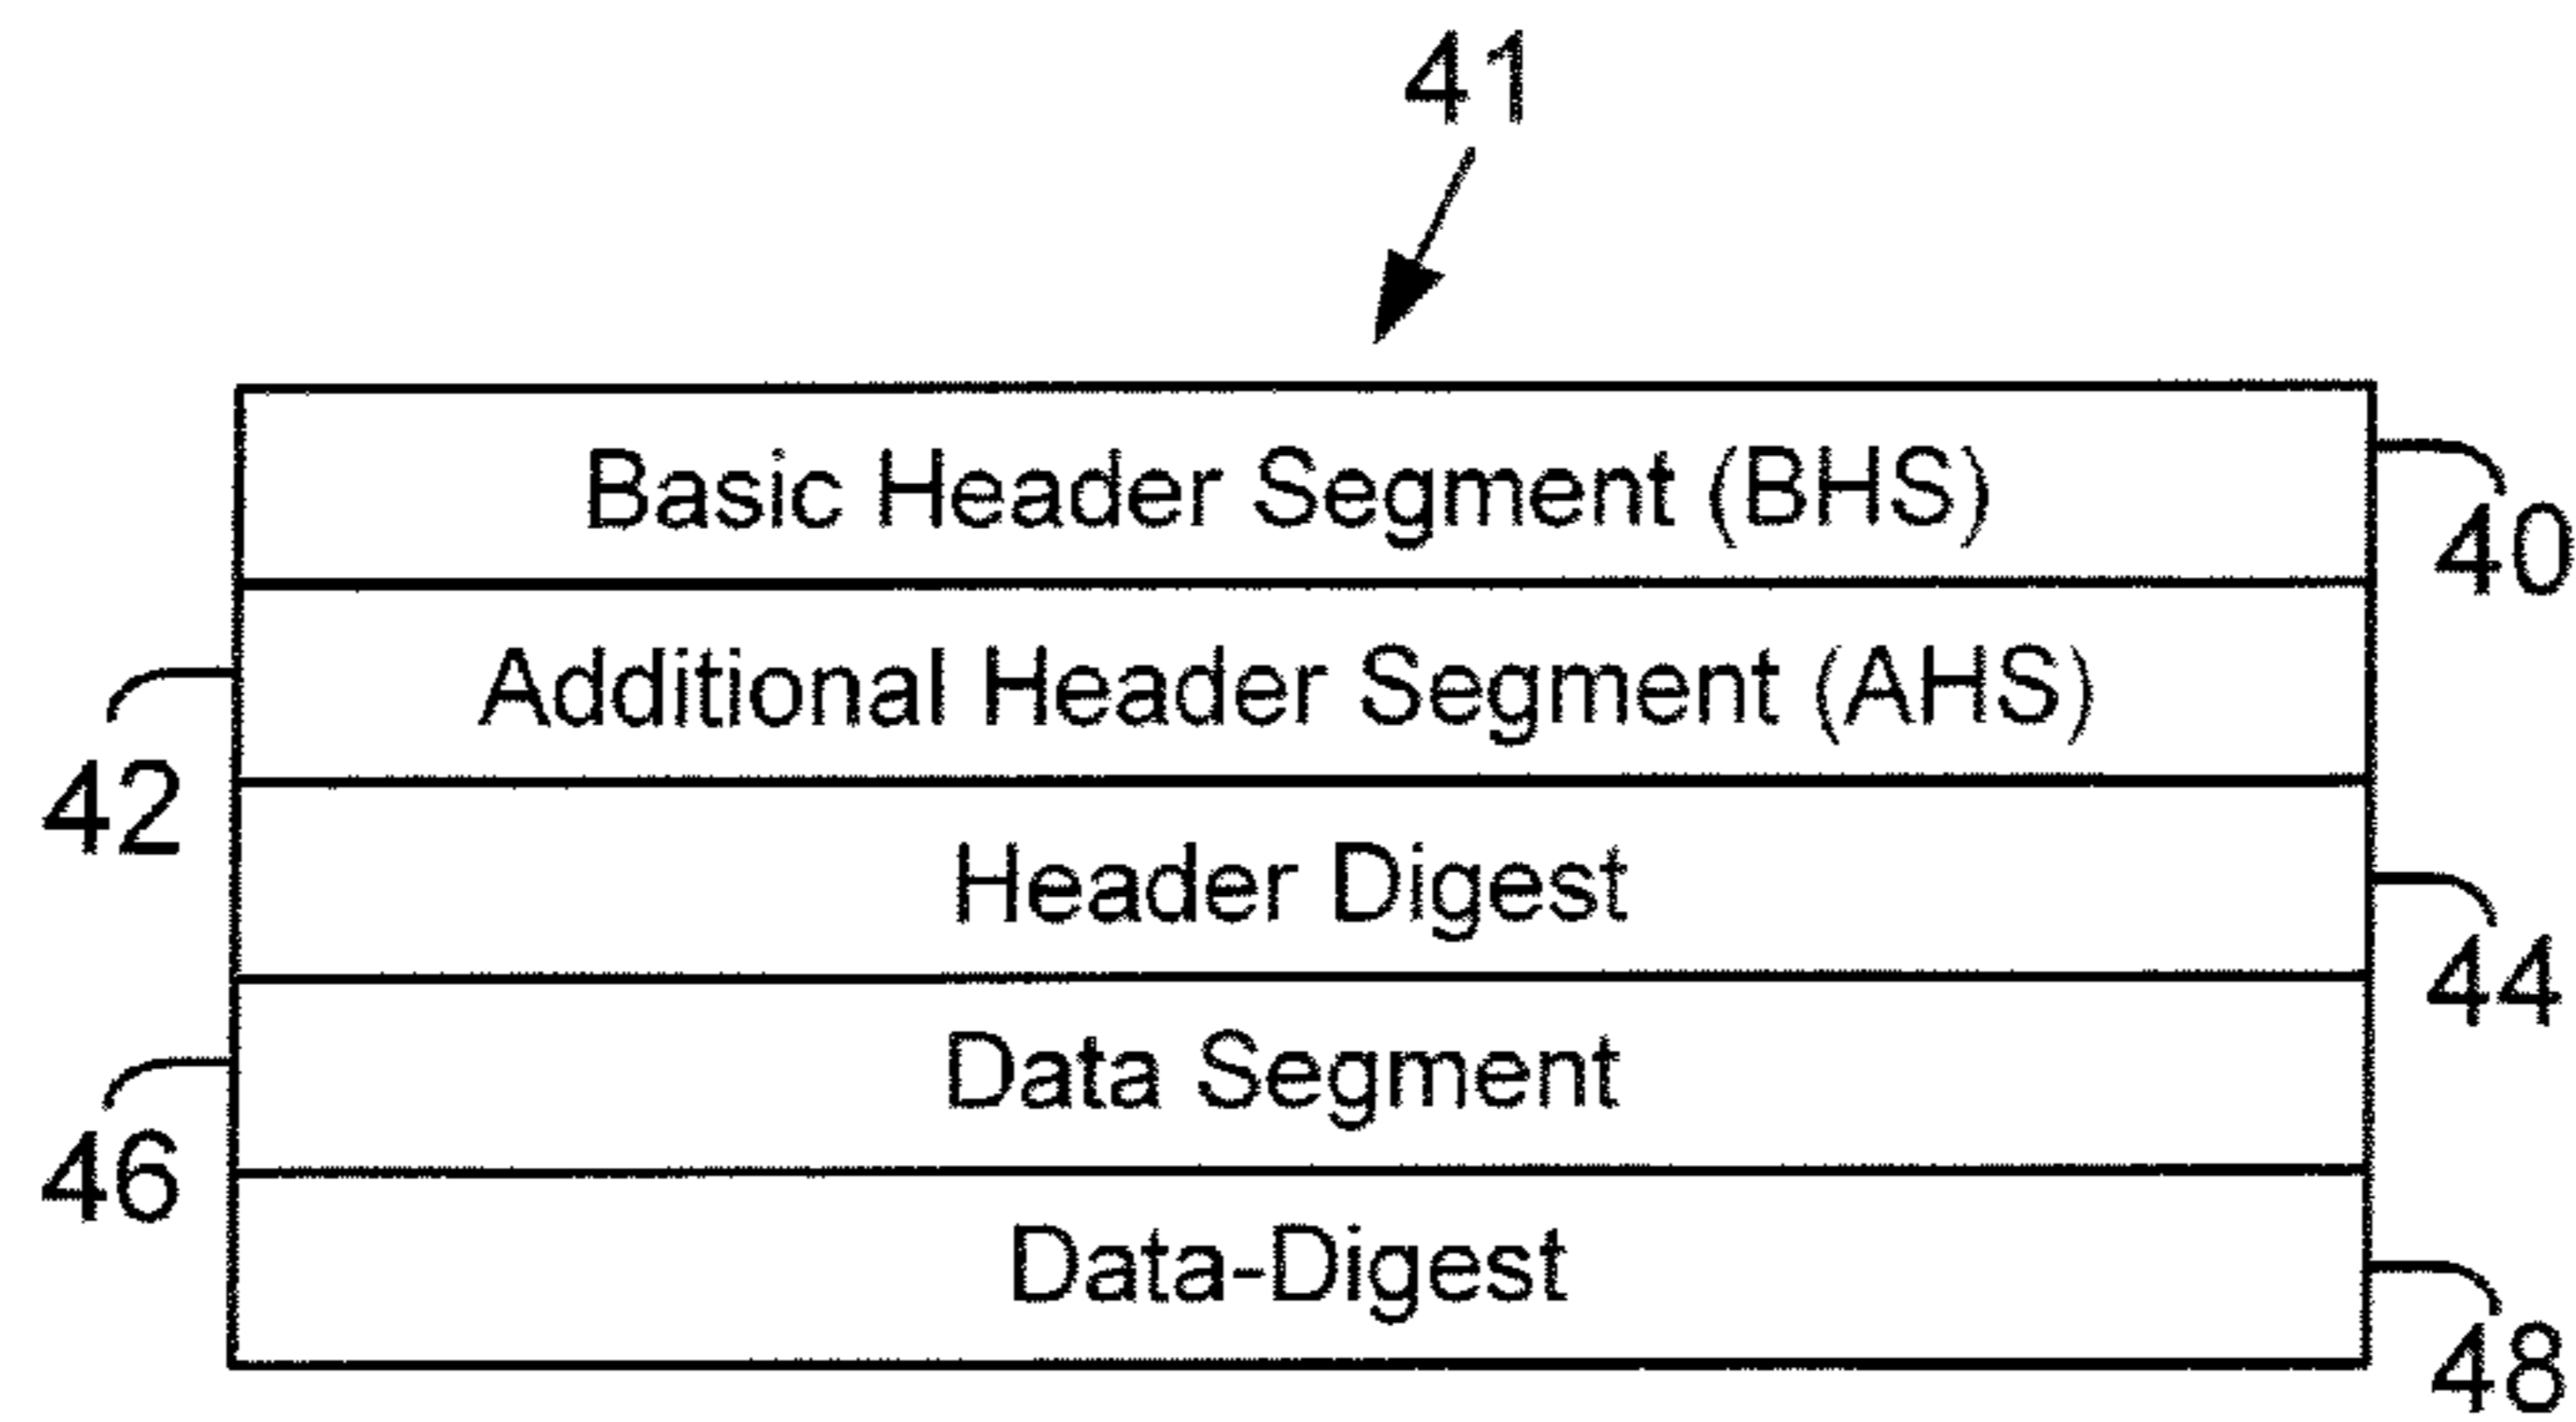 41
Basic Header Segment (BHS)
40
Additional Header Segment (AHS)
42
Header Digest
44
Data Segment
46
Data-Digest
48